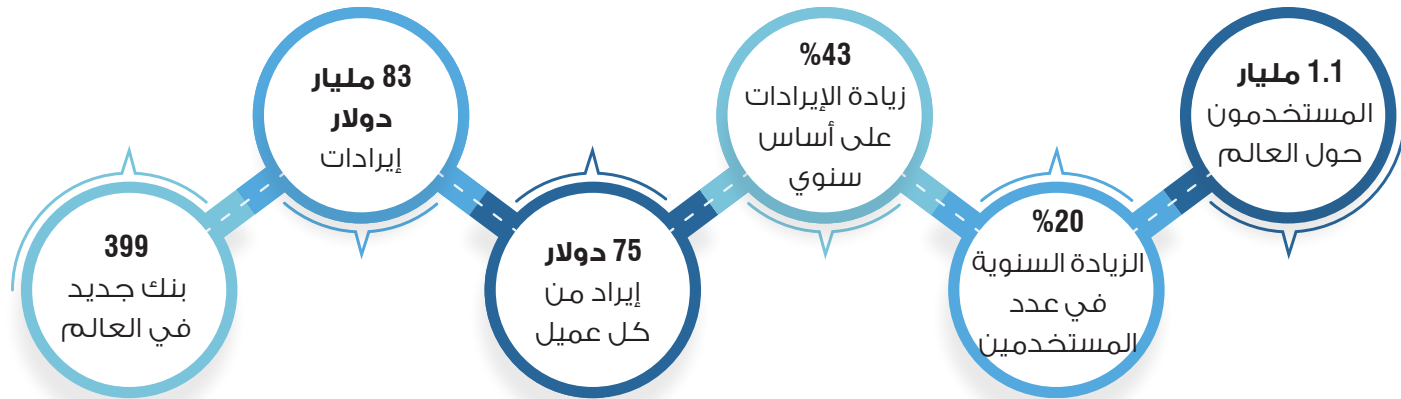 1.1 مليار
المستخدمون
حول العالم
%20
الزيادة السنوية
في عدد
المستخدمين
%43
زيادة الإيرادات
على أساس
سنوي
75 دولار
إيراد من
كل عميل
83 مليار
دولار
إيرادات
399
بنك جديد
في العالم